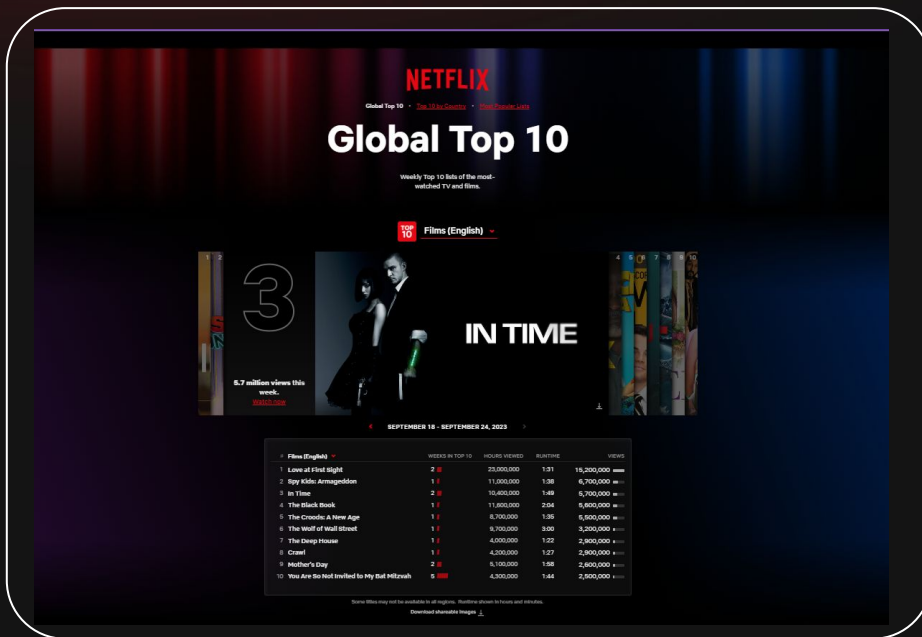 NETFLIX
Global Top 10 • Top 10 by Country • Most Popular Lists
Global Top 10
Weekly Top 10 lists of the most-
watched TV and films.
TOP 10 Films (English)
1 2
3
5.7 million views this
week.
Watch now
IN TIME
4 5 6 7 8 9 10
SEPTEMBER 18 - SEPTEMBER 24, 2023
# Films (English) WEEKS IN TOP 10 HOURS VIEWED RUNTIME VIEWS
1 Love at First Sight 2 23,000,000 1:31 15,200,000
2 Spy Kids: Armageddon 1 11,000,000 1:38 6,700,000
3 In Time 2 10,400,000 1:49 5,700,000
4 The Black Book 1 11,600,000 2:04 5,600,000
5 The Croods: A New Age 1 8,700,000 1:35 5,500,000
6 The Wolf of Wall Street 1 9,700,000 3:00 3,200,000
7 The Deep House 1 4,000,000 1:22 2,900,000
8 Crawl 1 4,200,000 1:27 2,900,000
9 Mother's Day 2 5,100,000 1:58 2,600,000
10 You Are So Not Invited to My Bat Mitzvah 5 4,300,000 1:44 2,500,000
Some titles may not be available in all regions. Runtime shown in hours and minutes.
Download shareable images